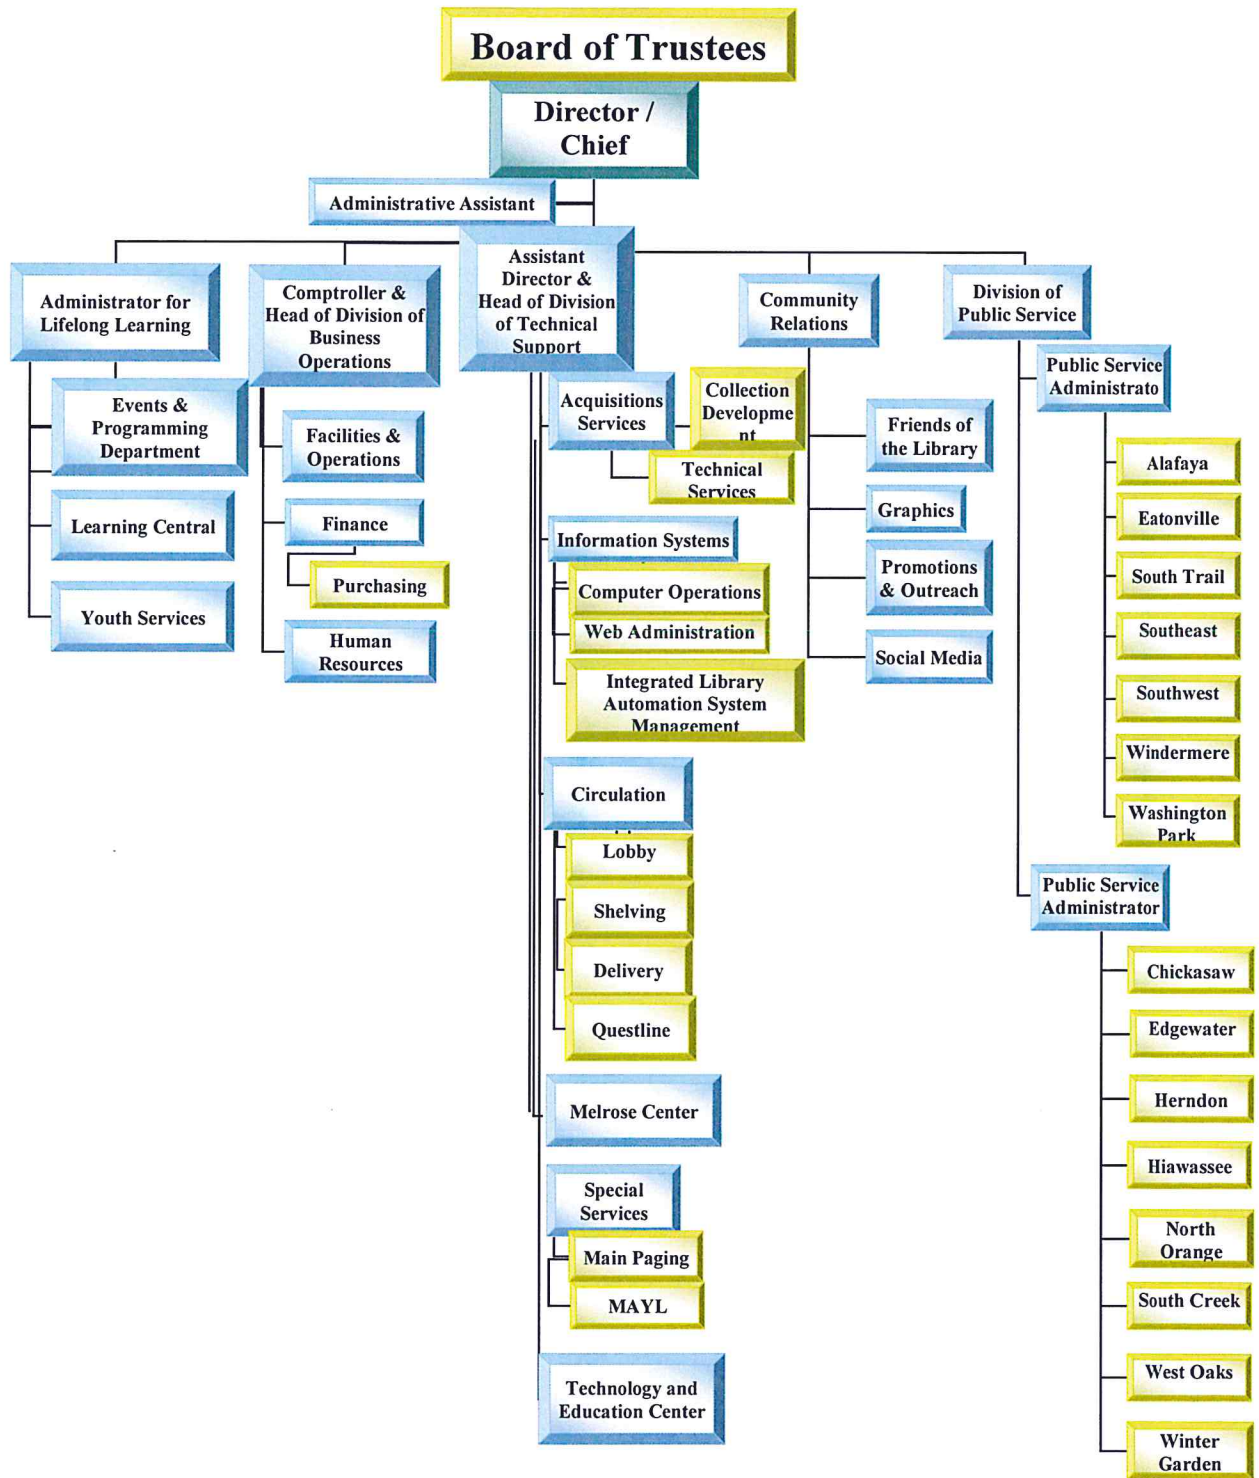 Board of Trustees
Director /
Chief
Administrative Assistant
Administrator for
Lifelong Learning
Events &
Programming
Department
Learning Central
Youth Services
Comptroller &
Head of Division of
Business
Operations
Facilities &
Operations
Finance
Purchasing
Human
Resources
Assistant
Director &
Head of Division
of Technical
Support
Acquisitions
Services
Collection
Developme
nt
Technical
Services
Information Systems
Computer Operations
Web Administration
Integrated Library
Automation System
Management
Circulation
Lobby
Shelving
Delivery
Questline
Melrose Center
Special
Services
Main Paging
MAYL
Technology and
Education Center
Community
Relations
Friends of
the Library
Graphics
Promotions
& Outreach
Social Media
Division of
Public Service
Public Service
Administrato
Alafaya
Eatonville
South Trail
Southeast
Southwest
Windermere
Washington
Park
Public Service
Administrator
Chickasaw
Edgewater
Herndon
Hiawassee
North
Orange
South Creek
West Oaks
Winter
Garden